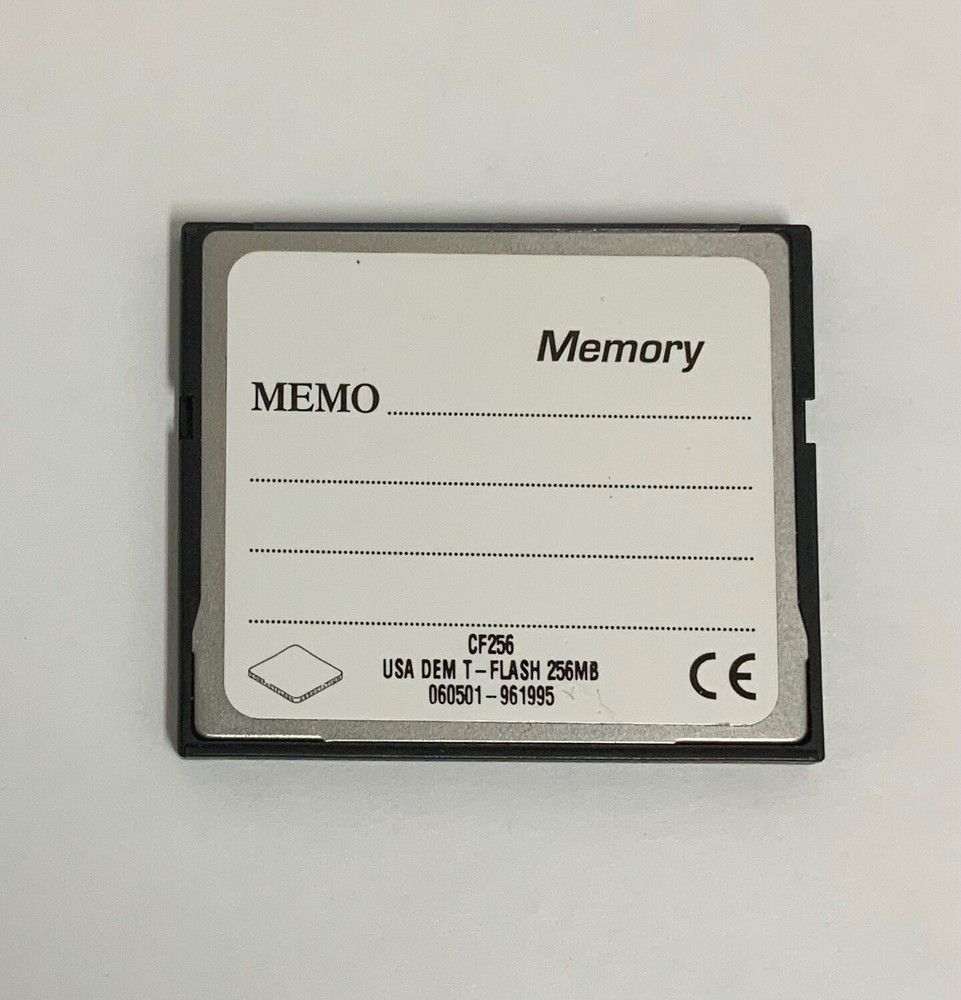 Memory
MEMO
CF256
USA DEM T-FLASH 256MB
060501-961995
CE